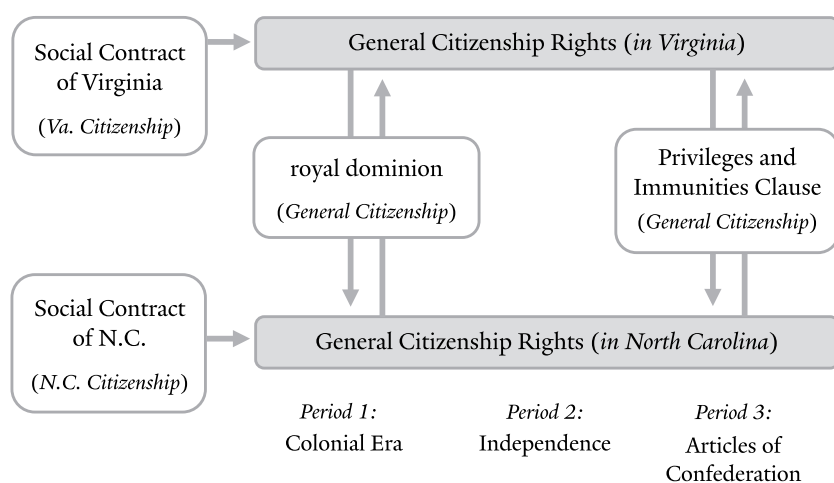 Social Contract
of Virginia
(Va. Citizenship)
General Citizenship Rights (in Virginia)
royal dominion
(General Citizenship)
Privileges and
Immunities Clause
(General Citizenship)
Social Contract
of N.C.
(N.C. Citizenship)
General Citizenship Rights (in North Carolina)
Period 1:
Colonial Era
Period 2:
Independence
Period 3:
Articles of
Confederation